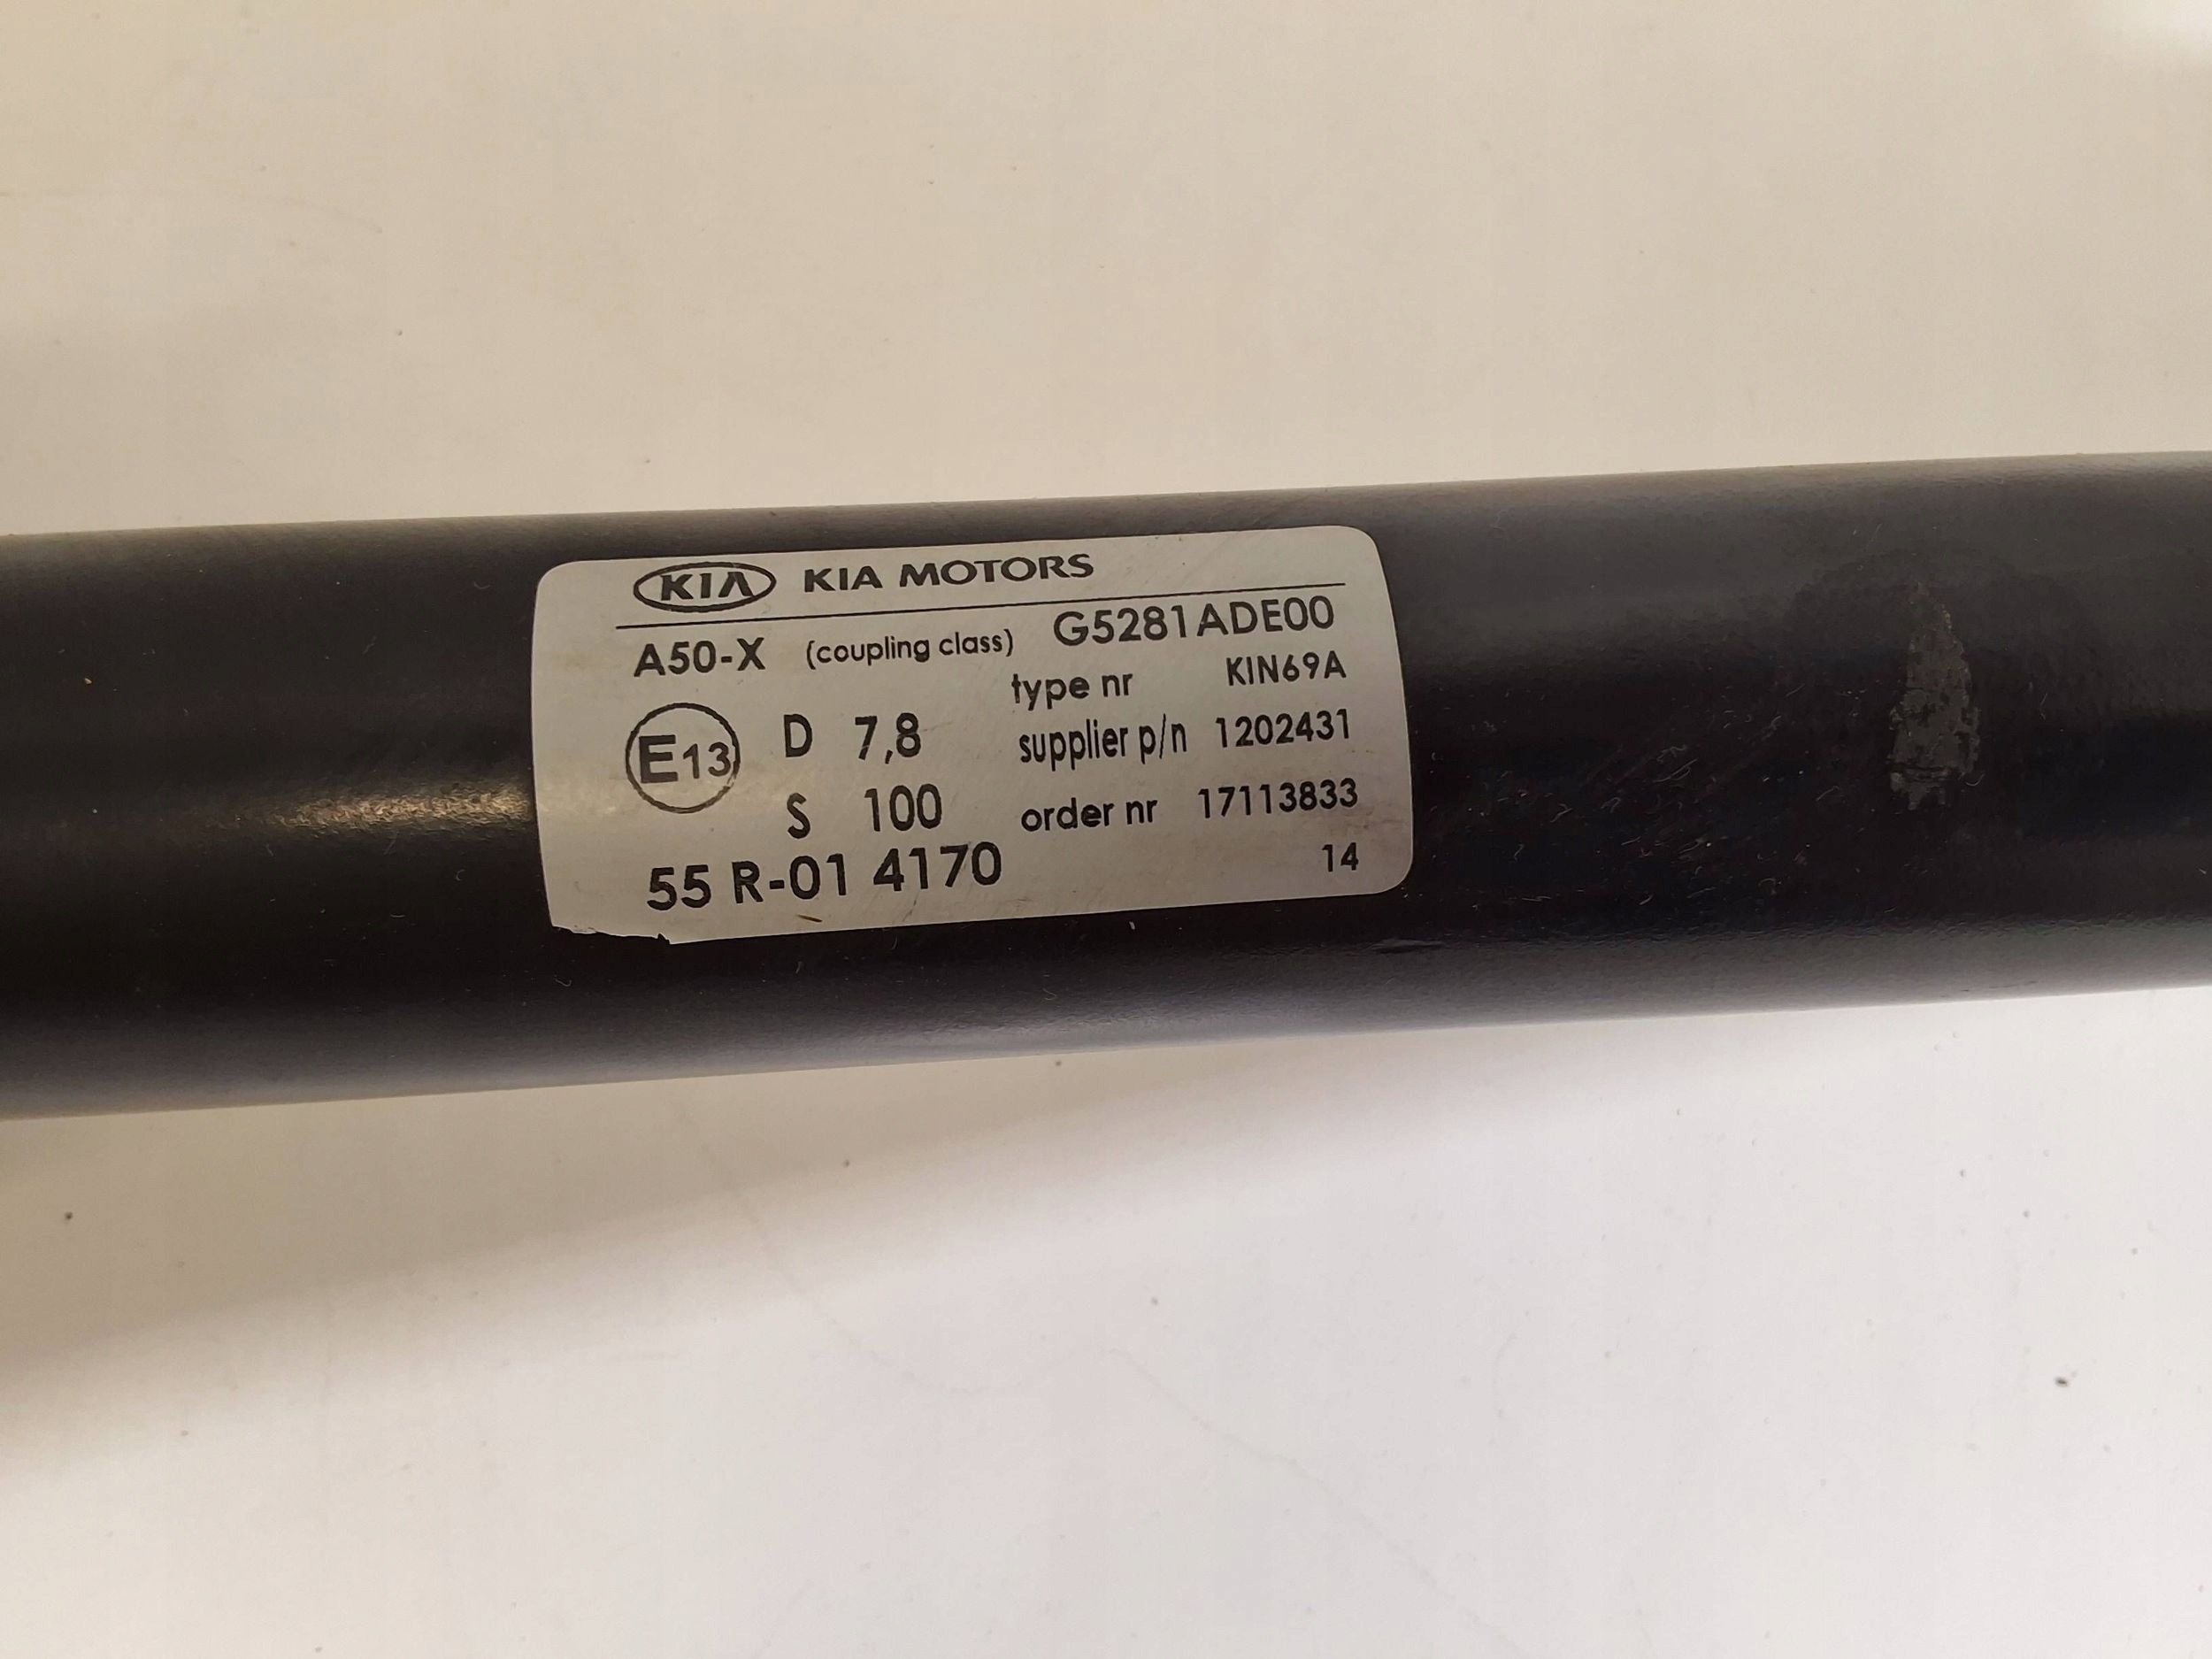 KIA KIA MOTORS
A50-X (coupling class) G5281ADE00
type nr KIN69A
E13 D 7,8 supplier p/n 1202431
S 100 order nr 17113833
55 R-01 4170 14